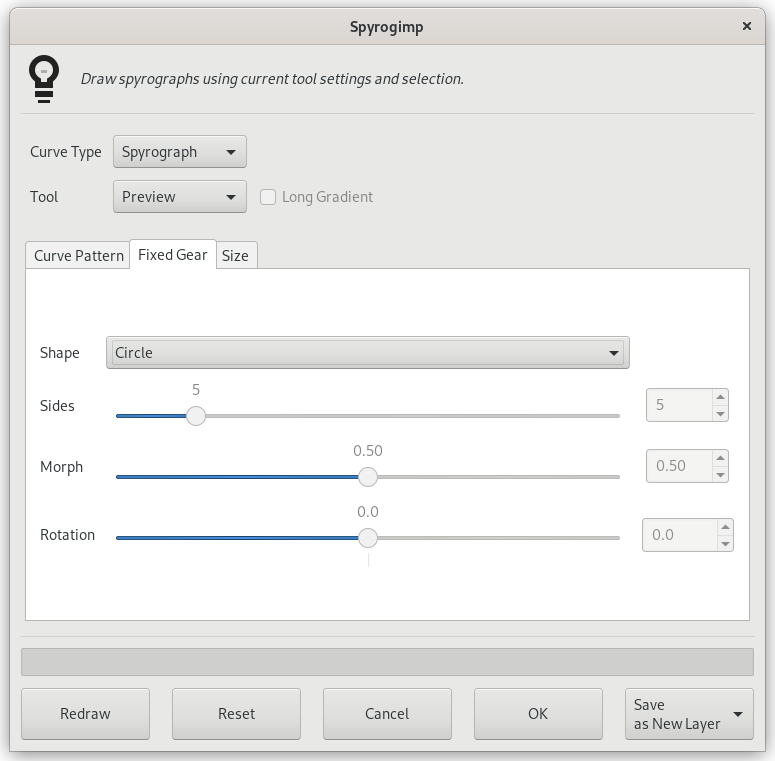 Spyrogimp
Draw spyrographs using current tool settings and selection.
Curve Type Spyrograph
Tool Preview Long Gradient
Curve Pattern Fixed Gear Size
Shape Circle
5
Sides 5
0.50
Morph 0.50
0.0
Rotation 0.0
Redraw Reset Cancel OK Save
as New Layer